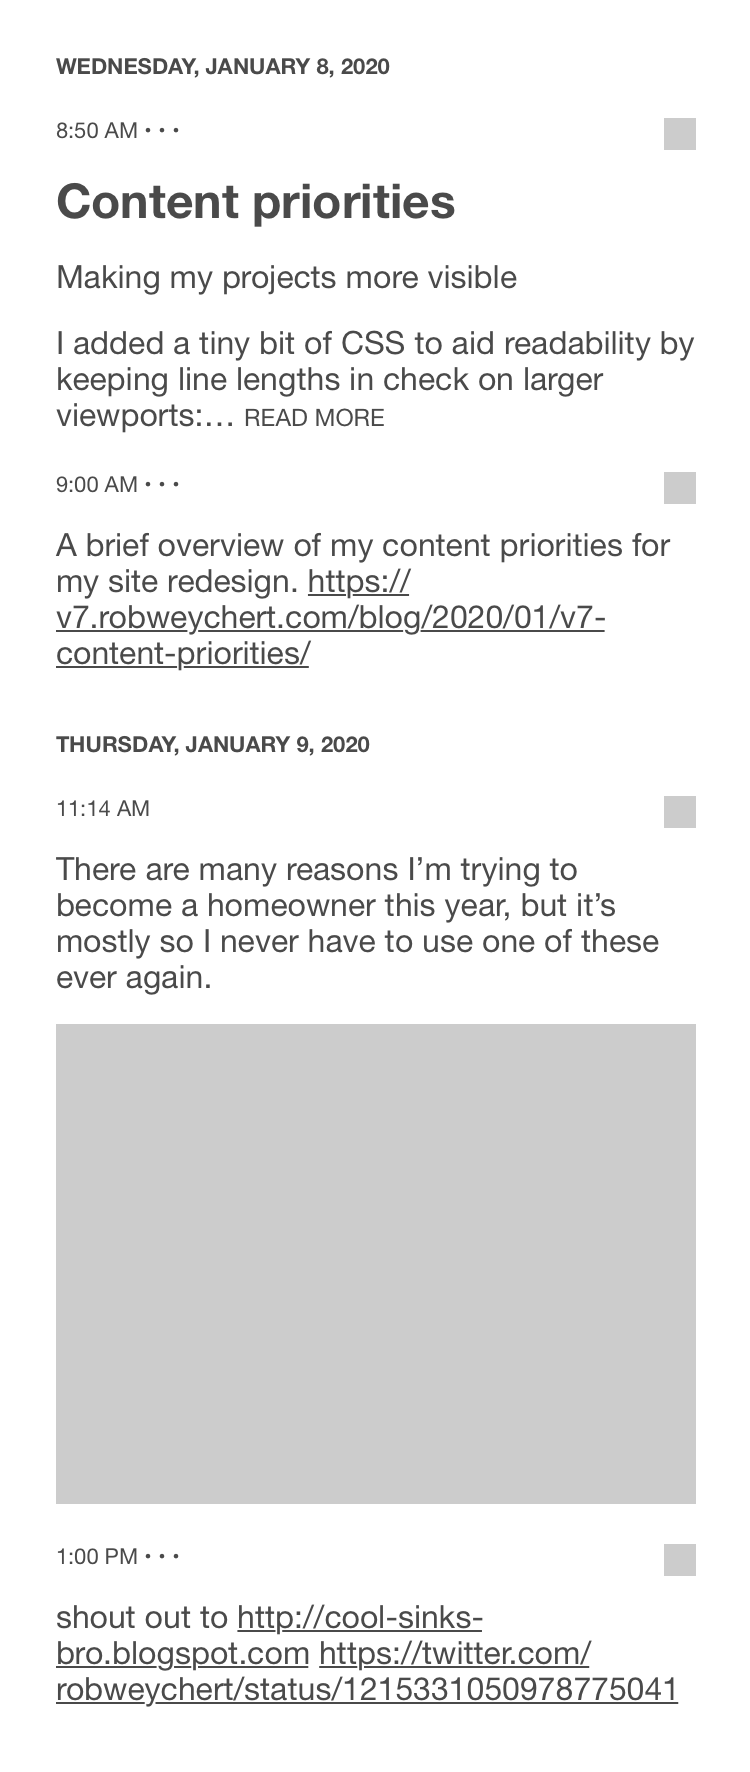 WEDNESDAY, JANUARY 8, 2020
8:50 AM • • •
Content priorities
Making my projects more visible
I added a tiny bit of CSS to aid readability by
keeping line lengths in check on larger
viewports:… READ MORE
9:00 AM • • •
A brief overview of my content priorities for
my site redesign. https://
v7.robweychert.com/blog/2020/01/v7-
content-priorities/
THURSDAY, JANUARY 9, 2020
11:14 AM
There are many reasons I’m trying to
become a homeowner this year, but it’s
mostly so I never have to use one of these
ever again.
1:00 PM • • •
shout out to http://cool-sinks-
bro.blogspot.com https://twitter.com/
robweychert/status/1215331050978775041